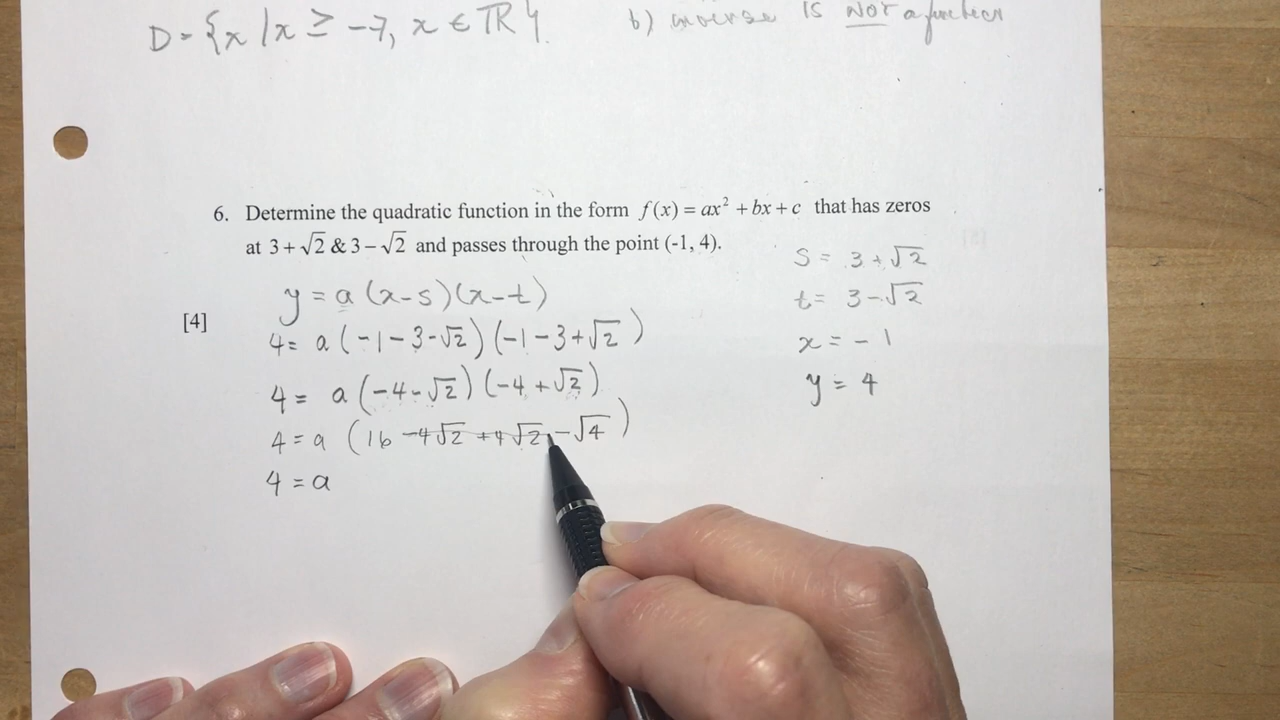 D = {x | x ≥ -7, x ∈ ℝ}. b) inverse IS NOT a function
6. Determine the quadratic function in the form f(x) = ax² + bx + c that has zeros
at 3 + √2 & 3 − √2 and passes through the point (-1, 4).
[4]
y = a(x-s)(x-t)
4 = a(-1-3-√2)(-1-3+√2)
4 = a(-4-√2)(-4+√2)
4 = a(16 -4√2 +4√2 -√4)
4 = a
s = 3+√2
t = 3-√2
x = -1
y = 4